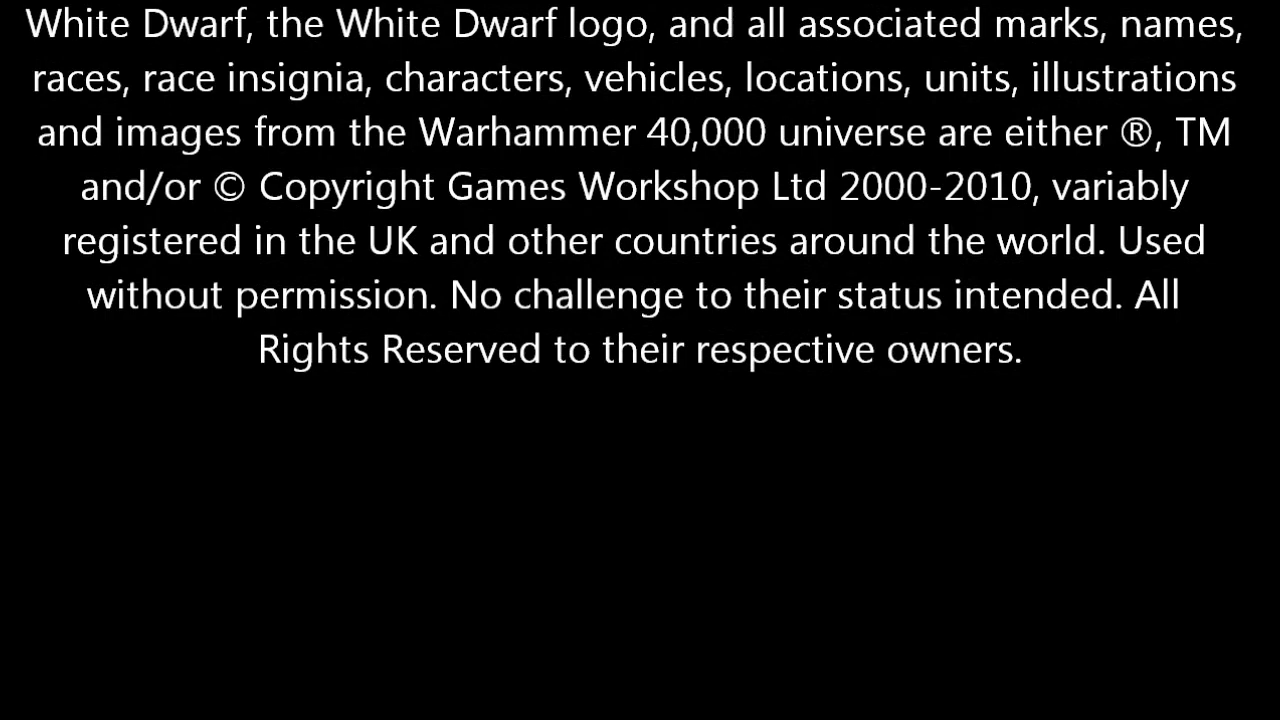 White Dwarf, the White Dwarf logo, and all associated marks, names,
races, race insignia, characters, vehicles, locations, units, illustrations
and images from the Warhammer 40,000 universe are either ®, TM
and/or © Copyright Games Workshop Ltd 2000-2010, variably
registered in the UK and other countries around the world. Used
without permission. No challenge to their status intended. All
Rights Reserved to their respective owners.